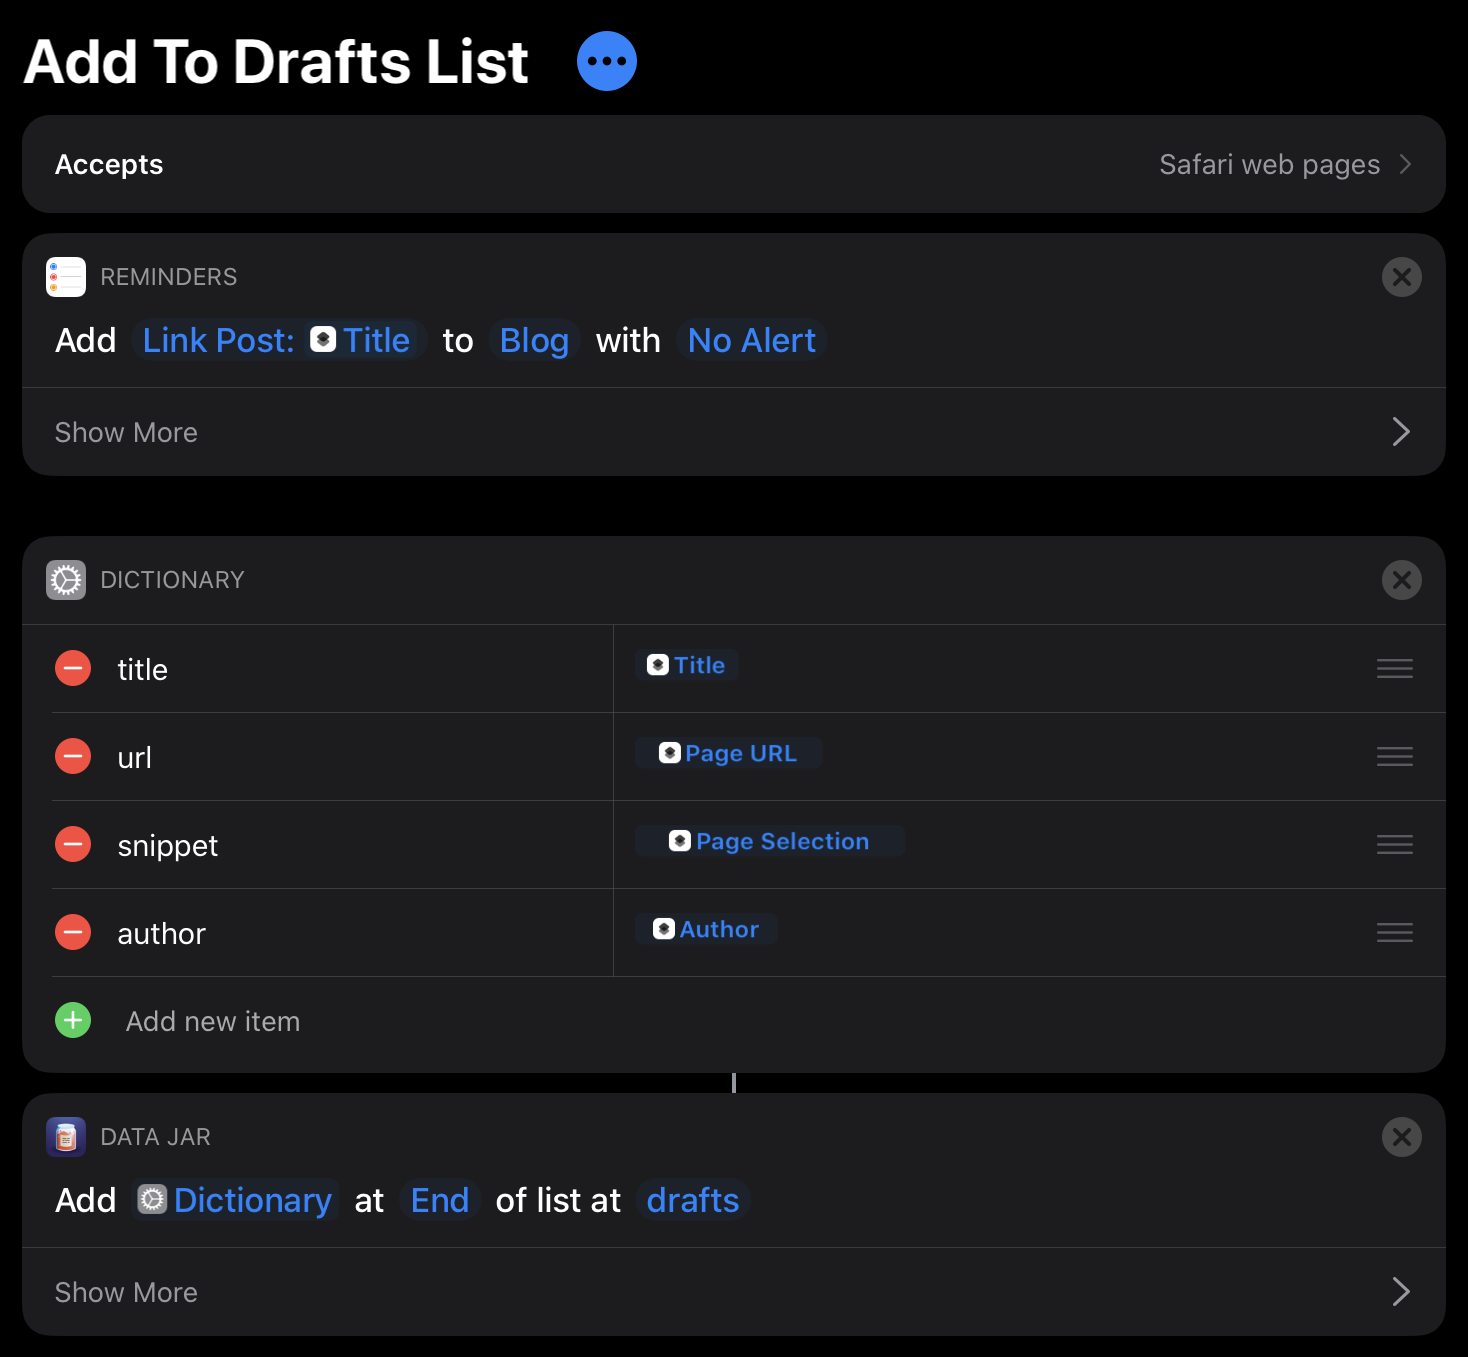 Add To Drafts List
Accepts Safari web pages
REMINDERS
Add Link Post: Title to Blog with No Alert
Show More
DICTIONARY
title Title
url Page URL
snippet Page Selection
author Author
Add new item
DATA JAR
Add Dictionary at End of list at drafts
Show More